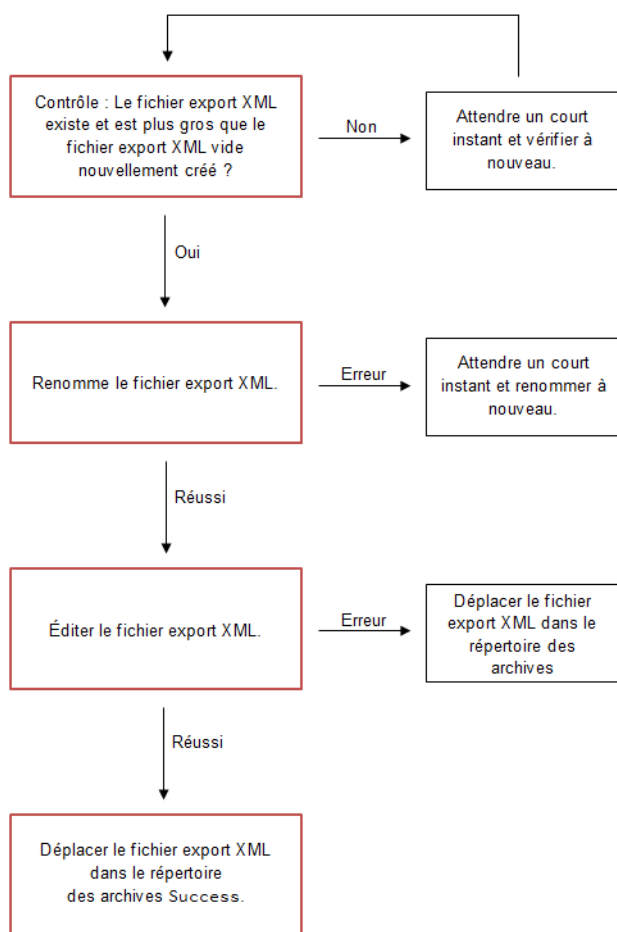 Contrôle : Le fichier export XML
existe et est plus gros que le
fichier export XML vide
nouvellement créé ?
Non
Attendre un court
instant et vérifier à
nouveau.
Oui
Renomme le fichier export XML.
Erreur
Attendre un court
instant et renommer à
nouveau.
Réussi
Éditer le fichier export XML.
Erreur
Déplacer le fichier
export XML dans le
répertoire des
archives
Réussi
Déplacer le fichier export XML
dans le répertoire
des archives Success.